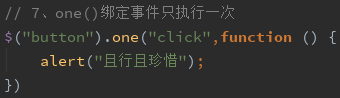 // 7、one()绑定事件只执行一次
$("button").one("click",function () {
    alert("且行且珍惜");
})